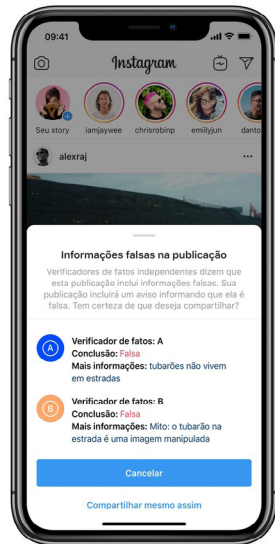 09:41
Instagram
Seu story
iamjaywee
chrisrobinp
emiilyjun
danto
alexraj
Informações falsas na publicação
Verificadores de fatos independentes dizem que
esta publicação inclui informações falsas. Sua
publicação incluirá um aviso informando que ela é
falsa. Tem certeza de que deseja compartilhar?
A
Verificador de fatos: A
Conclusão: Falsa
Mais informações: tubarões não vivem
em estradas
B
Verificador de fatos: B
Conclusão: Falsa
Mais informações: Mito: o tubarão na
estrada é uma imagem manipulada
Cancelar
Compartilhar mesmo assim